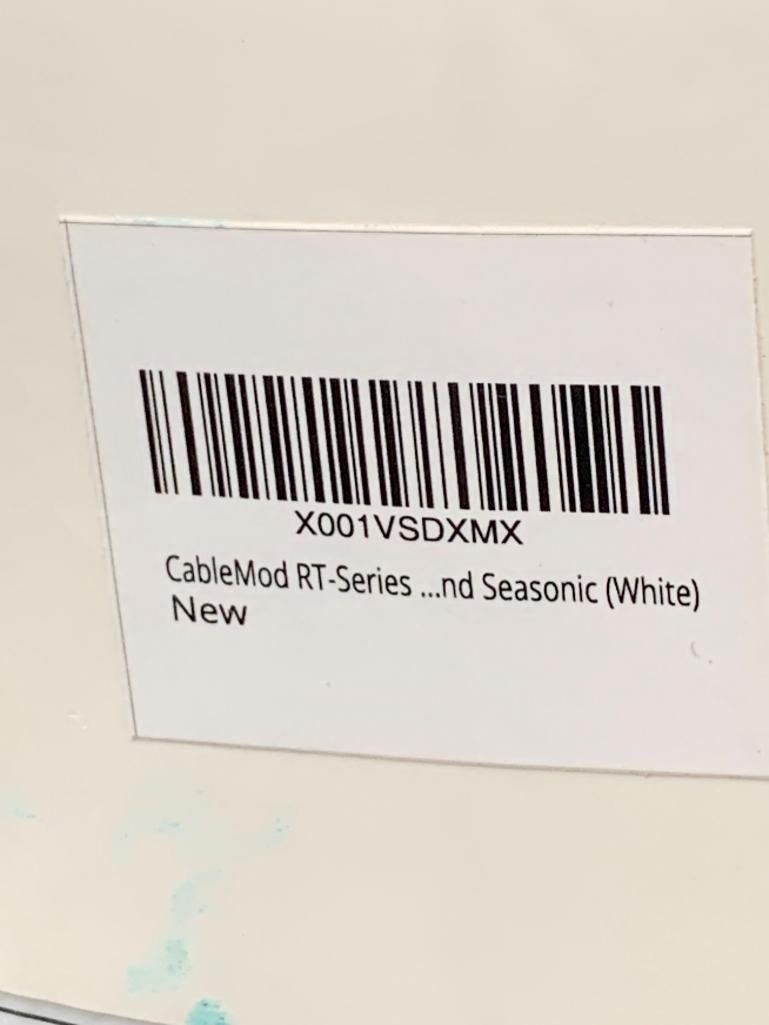 X001VSDXMX
CableMod RT-Series ...nd Seasonic (White)
New